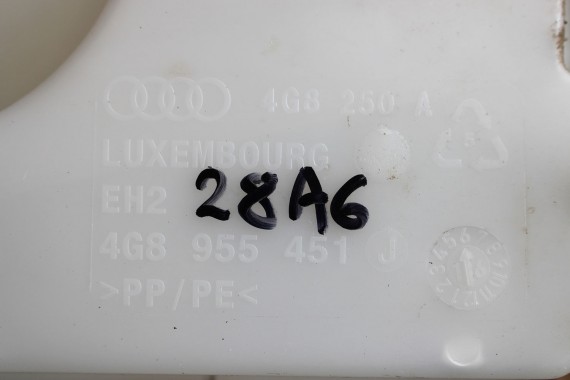 4G8 250 A
LUXEMBOURG
EH2
28A6
4G8 955 451 J
>PP/PE<